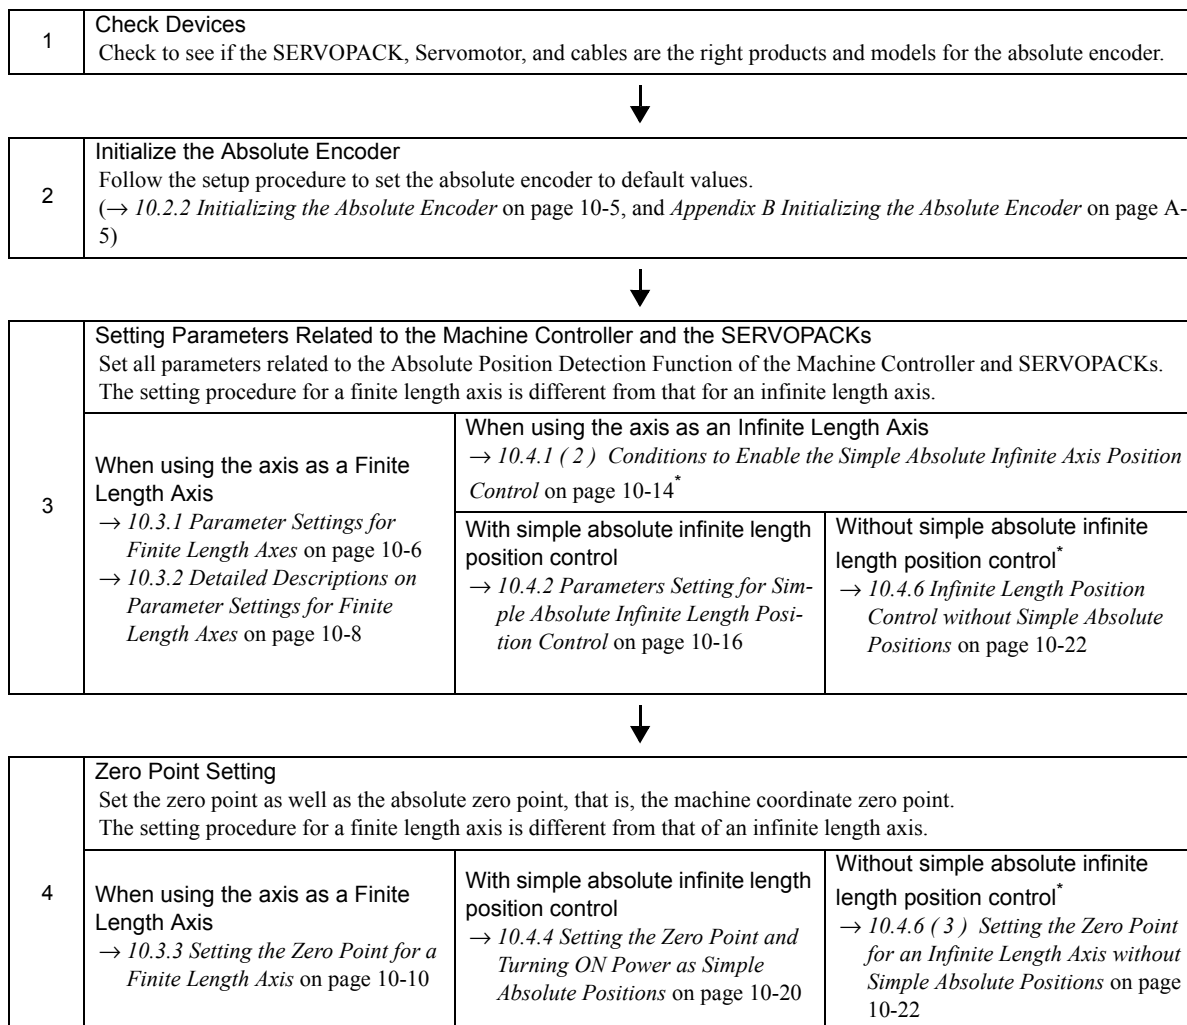 1
Check Devices
Check to see if the SERVOPACK, Servomotor, and cables are the right products and models for the absolute encoder.
2
Initialize the Absolute Encoder
Follow the setup procedure to set the absolute encoder to default values.
(→ 10.2.2 Initializing the Absolute Encoder on page 10-5, and Appendix B Initializing the Absolute Encoder on page A-
5)
3
Setting Parameters Related to the Machine Controller and the SERVOPACKs
Set all parameters related to the Absolute Position Detection Function of the Machine Controller and SERVOPACKs.
The setting procedure for a finite length axis is different from that for an infinite length axis.
When using the axis as a Finite
Length Axis
→ 10.3.1 Parameter Settings for
Finite Length Axes on page 10-6
→ 10.3.2 Detailed Descriptions on
Parameter Settings for Finite
Length Axes on page 10-8
When using the axis as an Infinite Length Axis
→ 10.4.1 ( 2 ) Conditions to Enable the Simple Absolute Infinite Axis Position
Control on page 10-14*
With simple absolute infinite length
position control
→ 10.4.2 Parameters Setting for Sim-
ple Absolute Infinite Length Posi-
tion Control on page 10-16
Without simple absolute infinite
length position control*
→ 10.4.6 Infinite Length Position
Control without Simple Absolute
Positions on page 10-22
4
Zero Point Setting
Set the zero point as well as the absolute zero point, that is, the machine coordinate zero point.
The setting procedure for a finite length axis is different from that of an infinite length axis.
When using the axis as a Finite
Length Axis
→ 10.3.3 Setting the Zero Point for a
Finite Length Axis on page 10-10
With simple absolute infinite length
position control
→ 10.4.4 Setting the Zero Point and
Turning ON Power as Simple
Absolute Positions on page 10-20
Without simple absolute infinite
length position control*
→ 10.4.6 ( 3 ) Setting the Zero Point
for an Infinite Length Axis without
Simple Absolute Positions on page
10-22